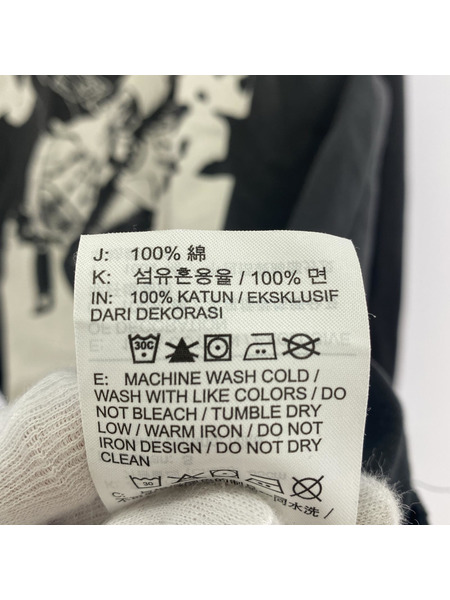 J: 100% 綿
K: 섬유혼용율 / 100% 면
IN: 100% KATUN / EKSKLUSIF
DARI DEKORASI
30C
E: MACHINE WASH COLD /
WASH WITH LIKE COLORS / DO
NOT BLEACH / TUMBLE DRY
LOW / WARM IRON / DO NOT
IRON DESIGN / DO NOT DRY
CLEAN
30